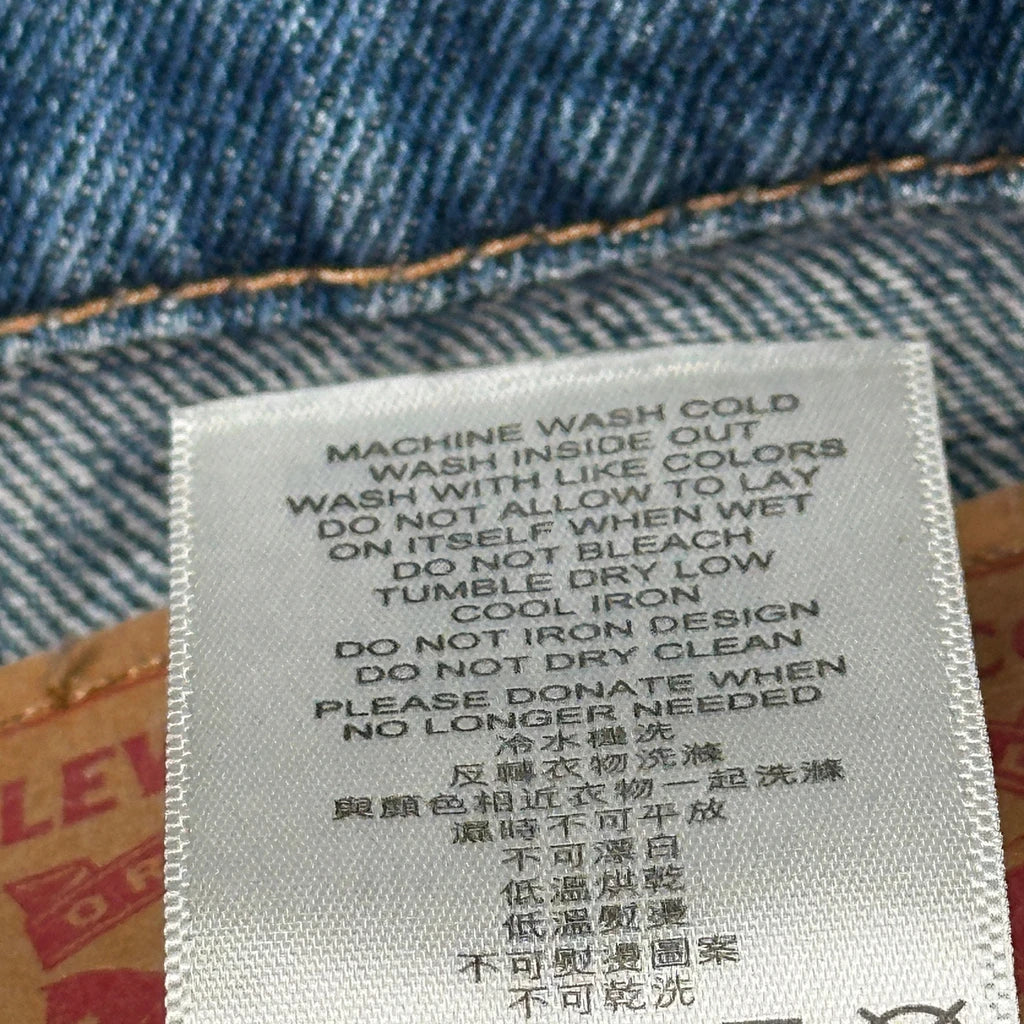 MACHINE WASH COLD
WASH INSIDE OUT
WASH WITH LIKE COLORS
DO NOT ALLOW TO LAY
ON ITSELF WHEN WET
DO NOT BLEACH
TUMBLE DRY LOW
COOL IRON
DO NOT IRON DESIGN
DO NOT DRY CLEAN
PLEASE DONATE WHEN
NO LONGER NEEDED
冷水機洗
反轉衣物洗滌
與顏色相近衣物一起洗滌
濕時不可平放
不可漂白
低溫烘乾
低溫熨燙
不可熨燙圖案
不可乾洗